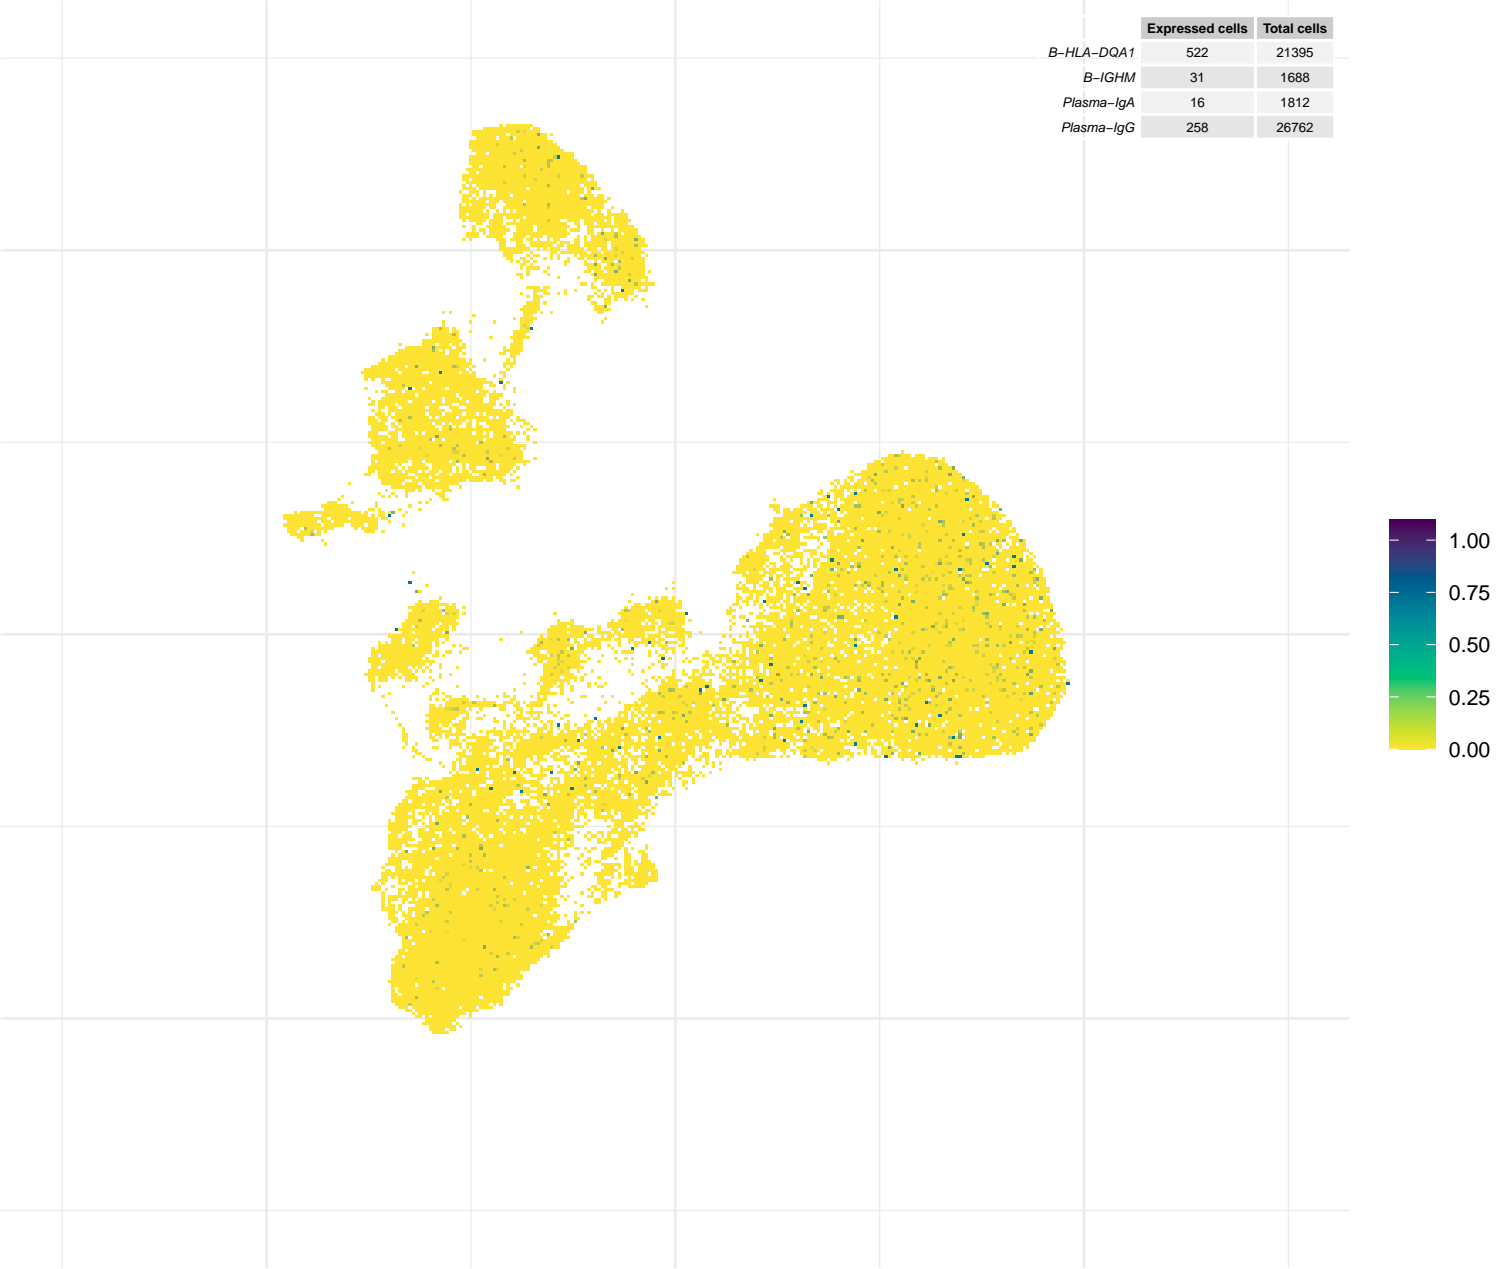 Expressed cells Total cells
B−HLA−DQA1 522 21395
B−IGHM 31 1688
Plasma−IgA 16 1812
Plasma−IgG 258 26762
1.00
0.75
0.50
0.25
0.00